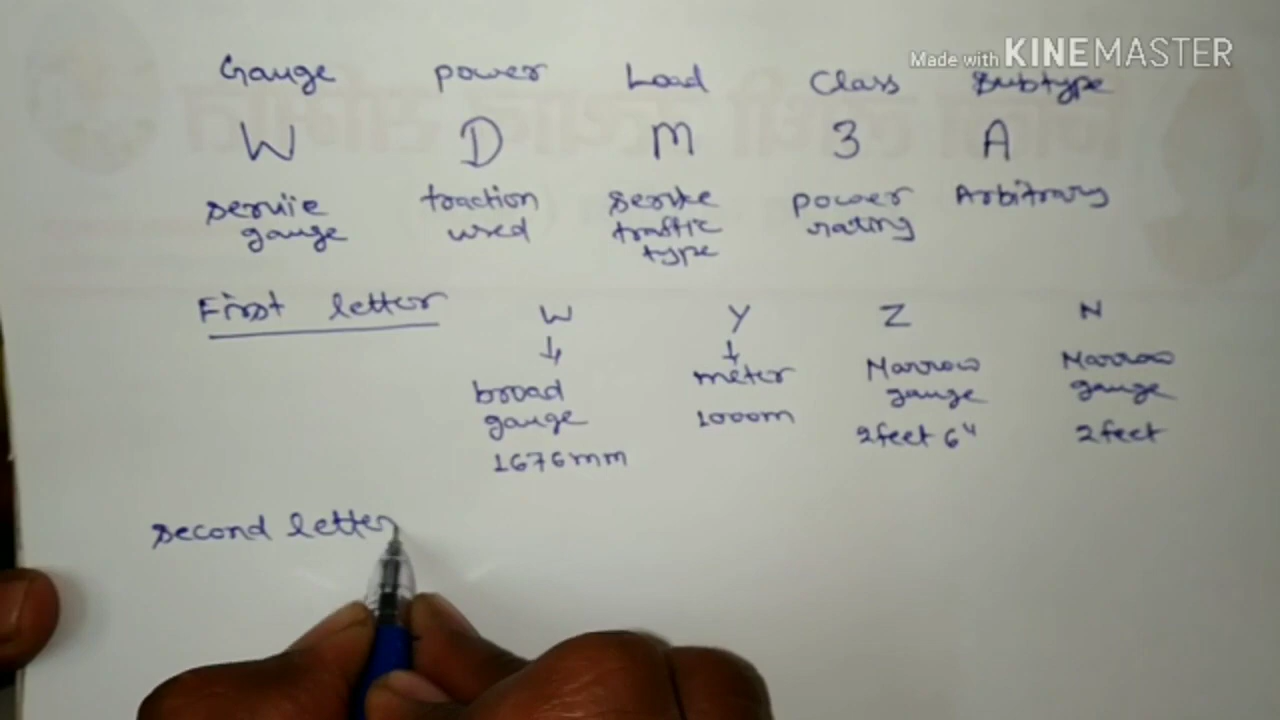 Made with KINEMASTER
Gauge power Load Class Subtype
W D M 3 A
service traction service power Arbitrary
gauge used traffic rating
type
First letter W Y Z N
broad meter Narrow Narrow
gauge 1000m gauge gauge
1676mm 2feet 6" 2feet
second letter